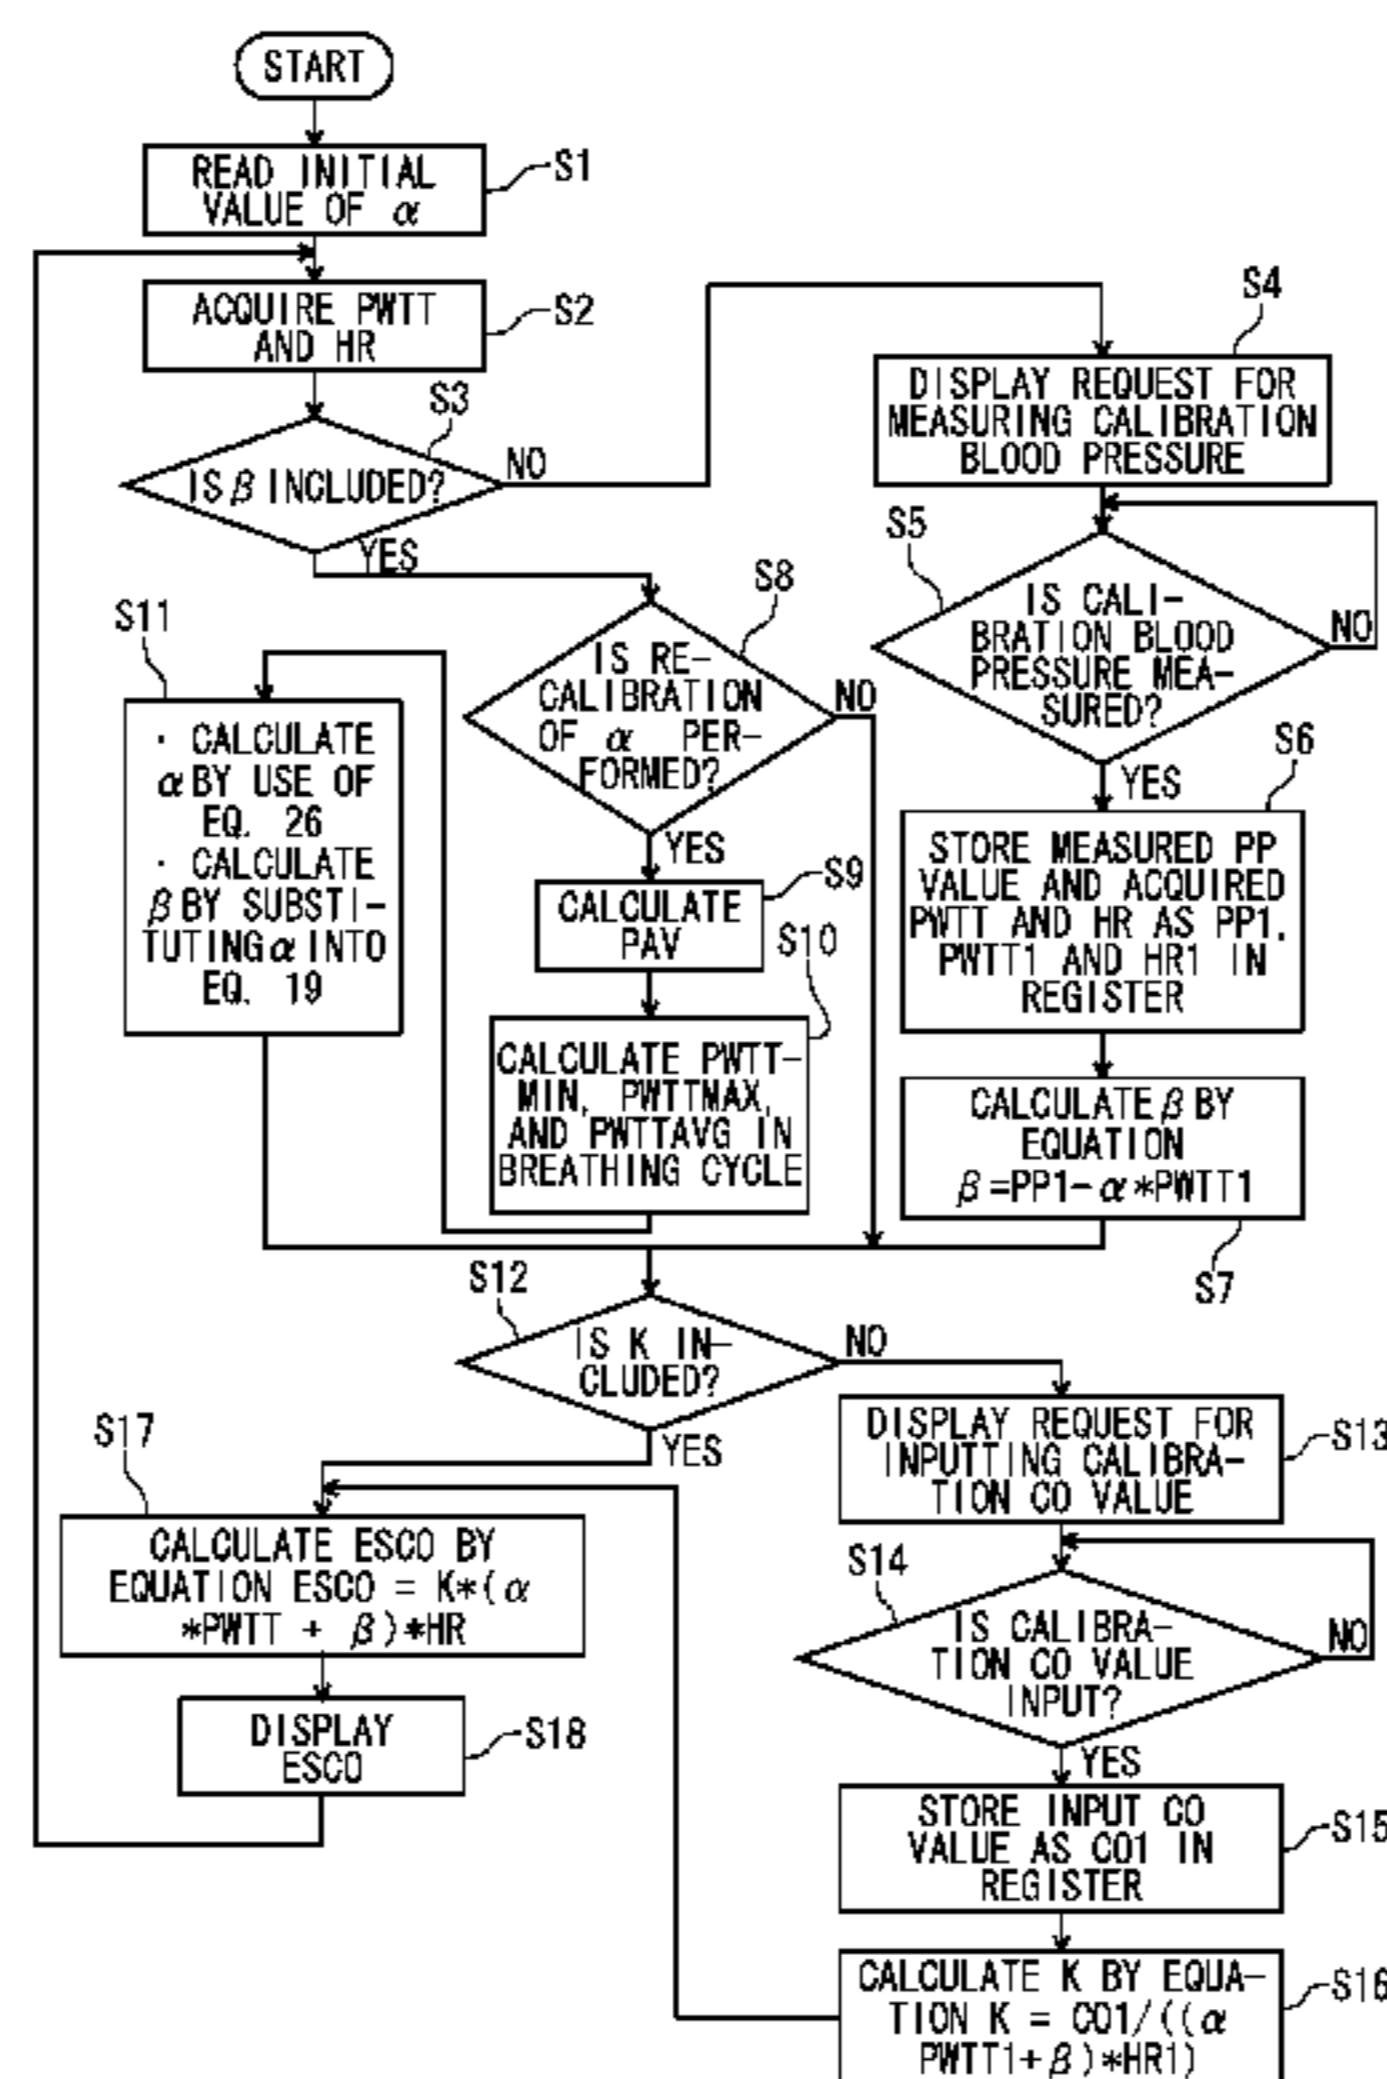 START
READ INITIAL
VALUE OF α
S1
ACQUIRE PWTT
AND HR
S2
IS β INCLUDED?
S3
NO
YES
DISPLAY REQUEST FOR
MEASURING CALIBRATION
BLOOD PRESSURE
S4
IS CALI-
BRATION BLOOD
PRESSURE MEA-
SURED?
S5
NO
YES
STORE MEASURED PP
VALUE AND ACQUIRED
PWTT AND HR AS PP1,
PWTT1 AND HR1 IN
REGISTER
S6
CALCULATE β BY
EQUATION
β=PP1-α*PWTT1
S7
IS RE-
CALIBRATION
OF α PER-
FORMED?
S8
NO
YES
CALCULATE
PAV
S9
CALCULATE PWTT-
MIN, PWTTMAX,
AND PWTTAVG IN
BREATHING CYCLE
S10
S11
· CALCULATE
α BY USE OF
EQ. 26
· CALCULATE
β BY SUBSTI-
TUTING α INTO
EQ. 19
S12
IS K IN-
CLUDED?
NO
YES
DISPLAY REQUEST FOR
INPUTTING CALIBRA-
TION CO VALUE
S13
S14
IS CALIBRA-
TION CO VALUE
INPUT?
NO
YES
STORE INPUT CO
VALUE AS CO1 IN
REGISTER
S15
CALCULATE K BY EQUA-
TION K = CO1/((α
PWTT1+β)*HR1)
S16
S17
CALCULATE ESCO BY
EQUATION ESCO = K*(α
*PWTT + β)*HR
DISPLAY
ESCO
S18